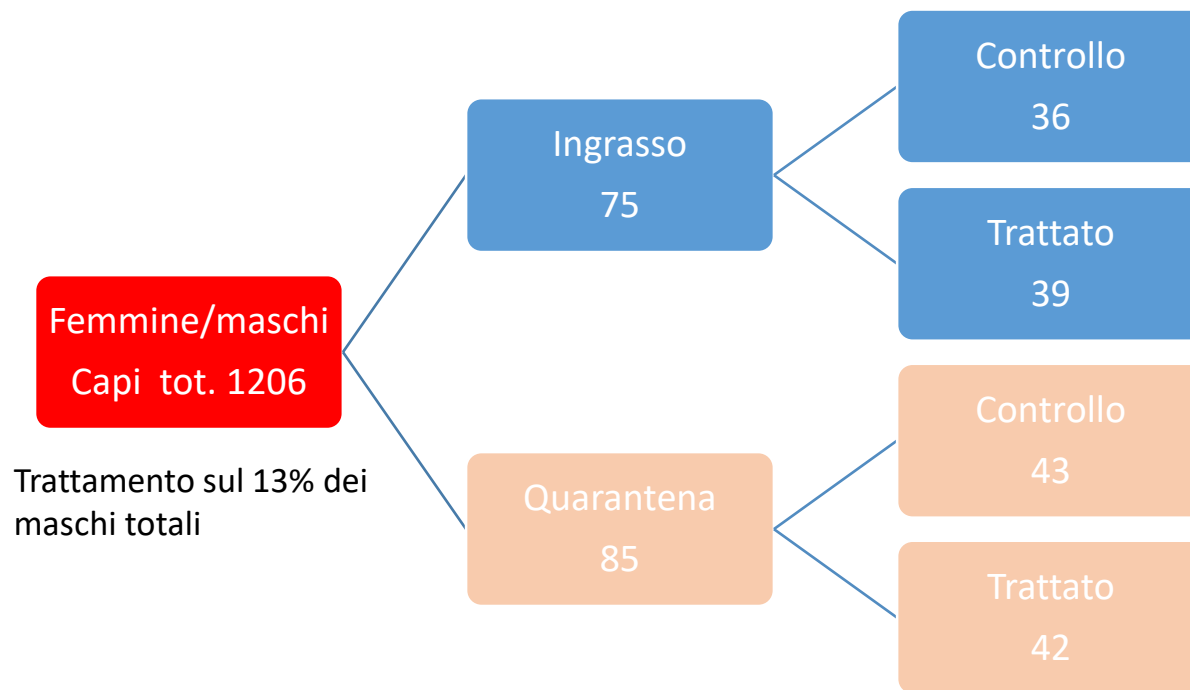 Femmine/maschi
Capi tot. 1206
Trattamento sul 13% dei
maschi totali
Ingrasso
75
Controllo
36
Trattato
39
Quarantena
85
Controllo
43
Trattato
42